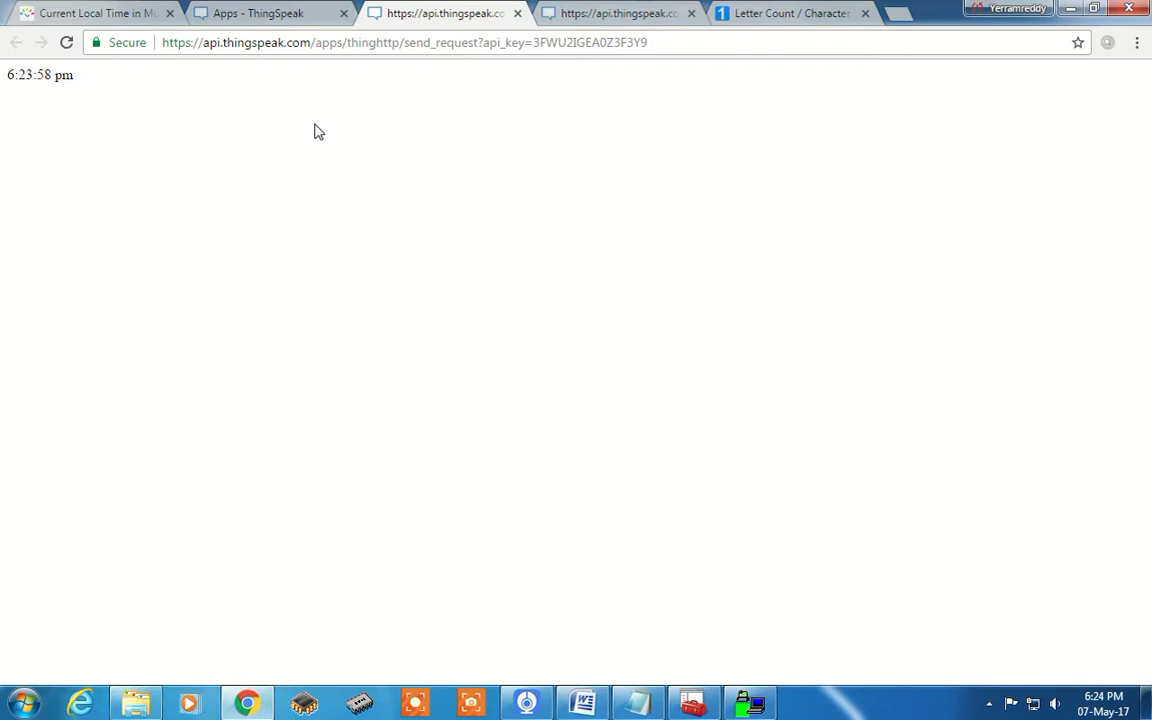 Current Local Time in Mu
Apps - ThingSpeak
https://api.thingspeak.co
https://api.thingspeak.co
1 Letter Count / Character
Yerramreddy
Secure
https://api.thingspeak.com/apps/thinghttp/send_request?api_key=3FWU2IGEA0Z3F3Y9
6:23:58 pm
6:24 PM
07-May-17